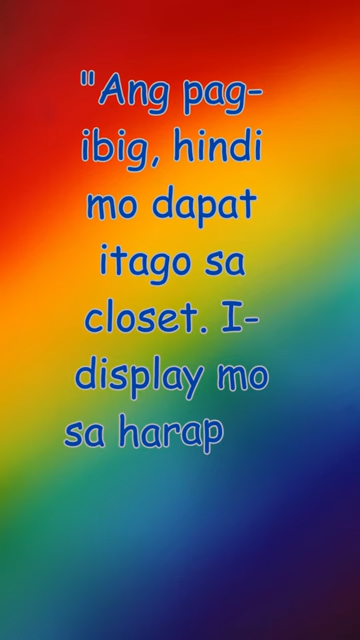 "Ang pag-
ibig, hindi
mo dapat
itago sa
closet. I-
display mo
sa harap